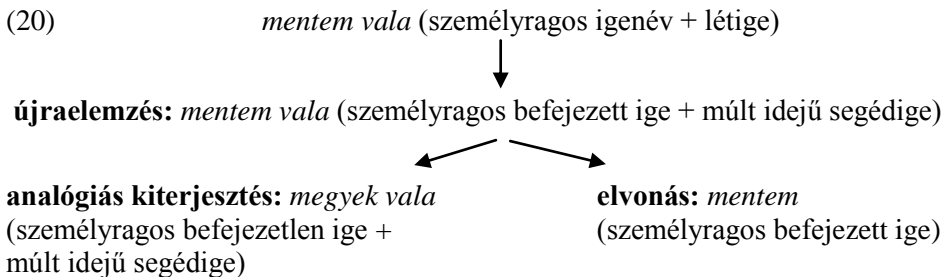 (20) mentem vala (személyragos igenév + létige)
újraelemzés: mentem vala (személyragos befejezett ige + múlt idejű segédige)
analógiás kiterjesztés: megyek vala
(személyragos befejezetlen ige +
múlt idejű segédige)
elvonás: mentem
(személyragos befejezett ige)